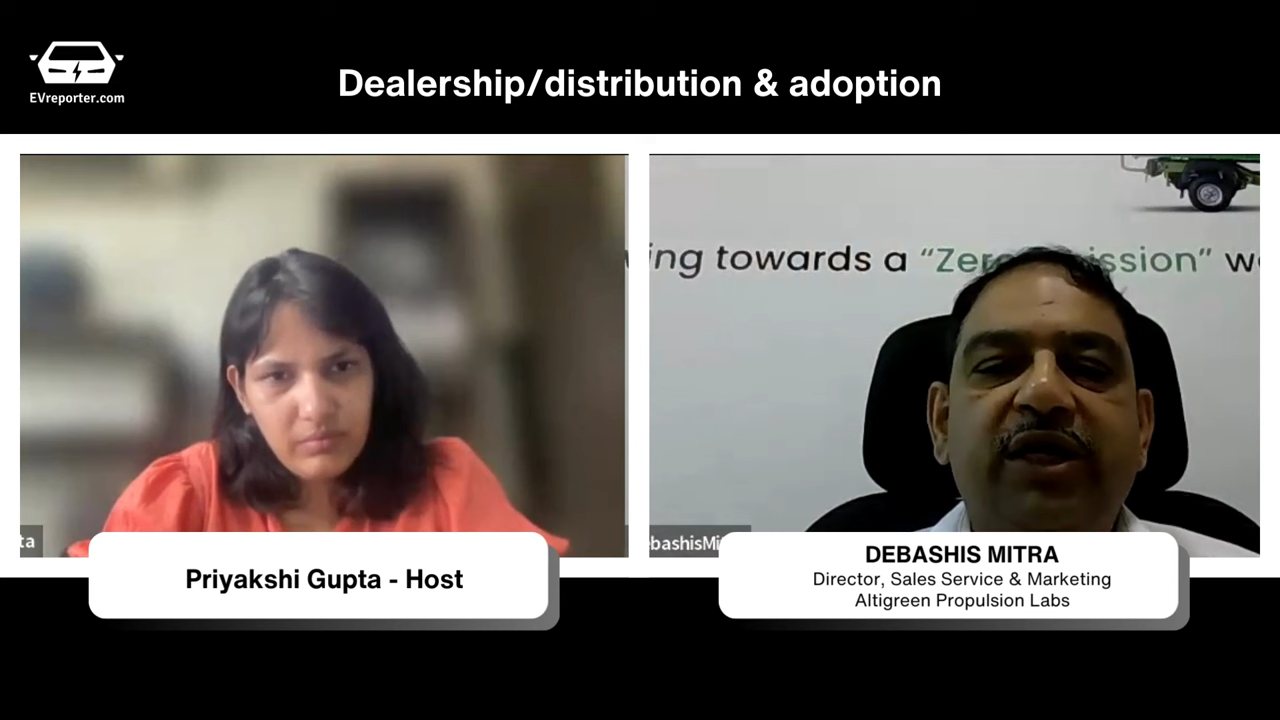 EVreporter.com
Dealership/distribution & adoption
ing towards a "Zero
ission" w
ta
ebashisMi
Priyakshi Gupta - Host
DEBASHIS MITRA
Director, Sales Service & Marketing
Altigreen Propulsion Labs